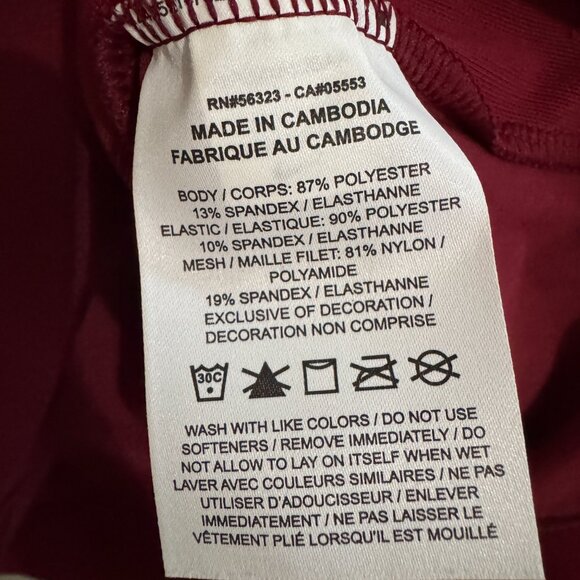 RN#56323 - CA#05553
MADE IN CAMBODIA
FABRIQUE AU CAMBODGE
BODY / CORPS: 87% POLYESTER
13% SPANDEX / ELASTHANNE
ELASTIC / ELASTIQUE: 90% POLYESTER
10% SPANDEX / ELASTHANNE
MESH / MAILLE FILET: 81% NYLON /
POLYAMIDE
19% SPANDEX / ELASTHANNE
EXCLUSIVE OF DECORATION /
DECORATION NON COMPRISE
30C
WASH WITH LIKE COLORS / DO NOT USE
SOFTENERS / REMOVE IMMEDIATELY / DO
NOT ALLOW TO LAY ON ITSELF WHEN WET
LAVER AVEC COULEURS SIMILAIRES / NE PAS
UTILISER D'ADOUCISSEUR / ENLEVER
IMMEDIATEMENT / NE PAS LAISSER LE
VÊTEMENT PLIÉ LORSQU'IL EST MOUILLÉ